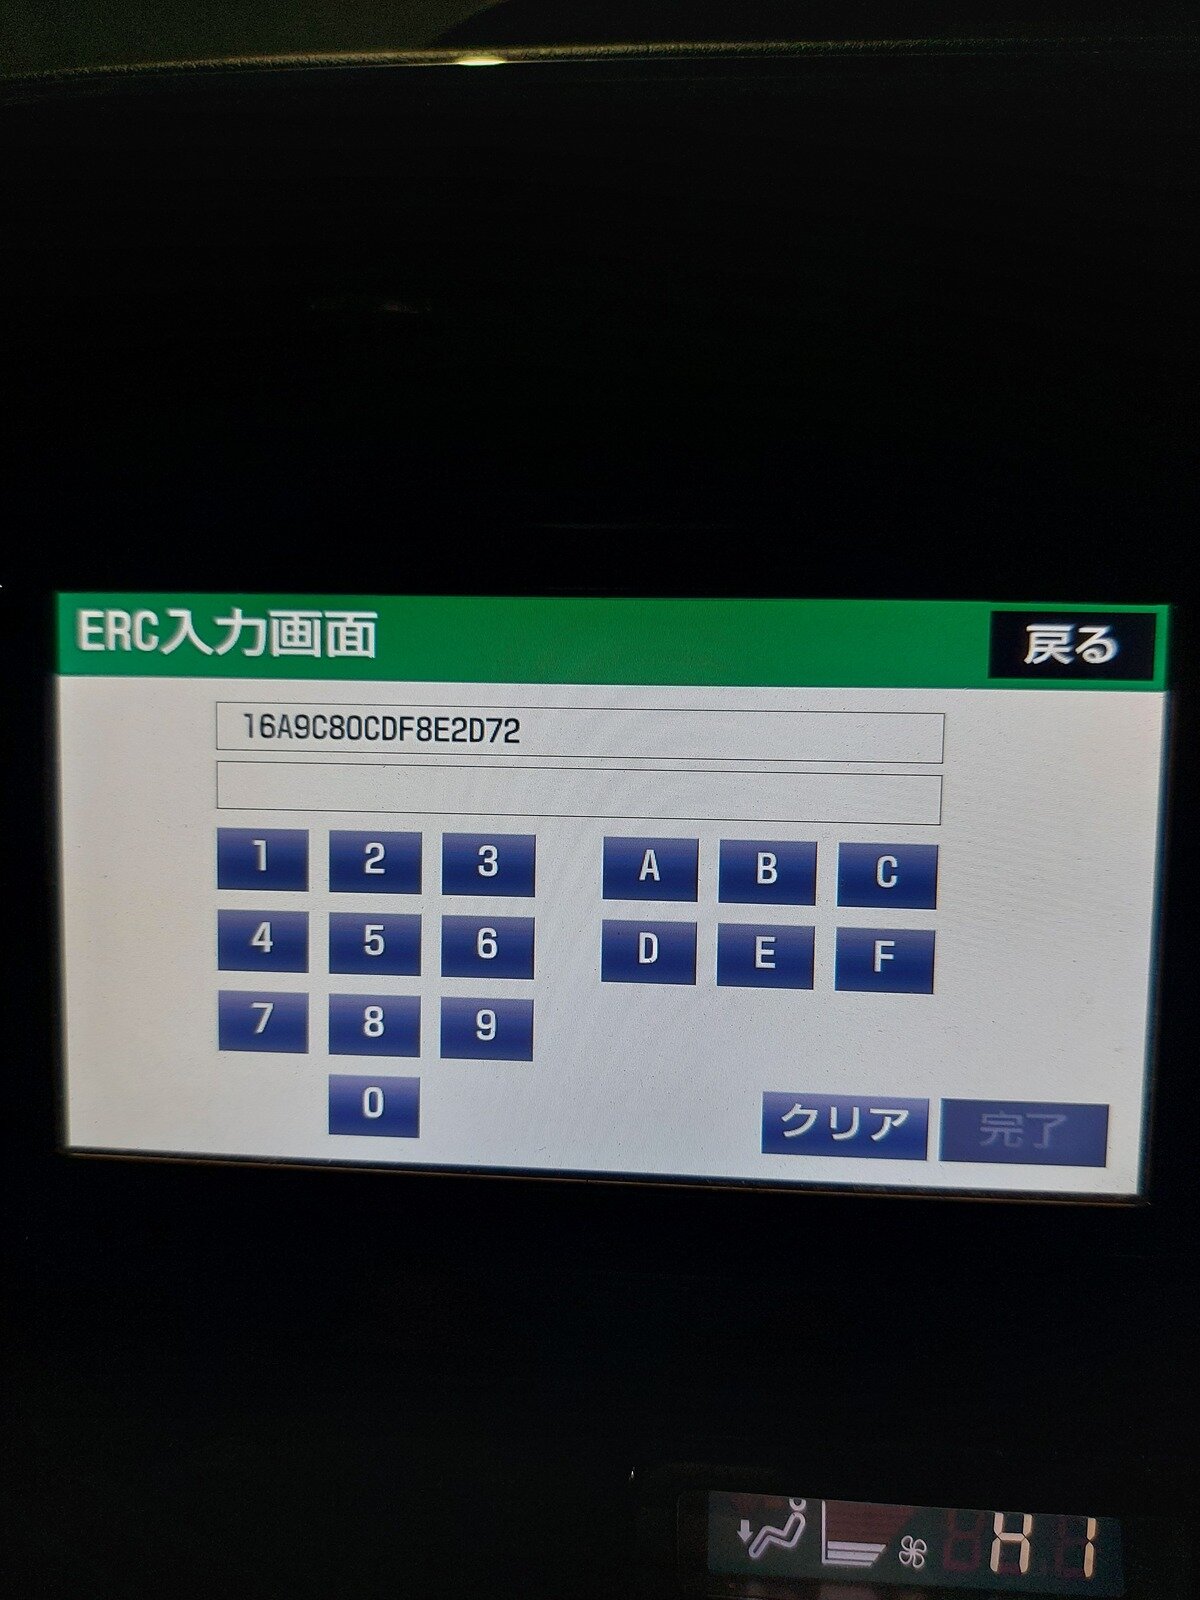 ERC入力画面
戻る
16A9C80CDF8E2D72
1 2 3 A B C
4 5 6 D E F
7 8 9
0
クリア 完了
H 1